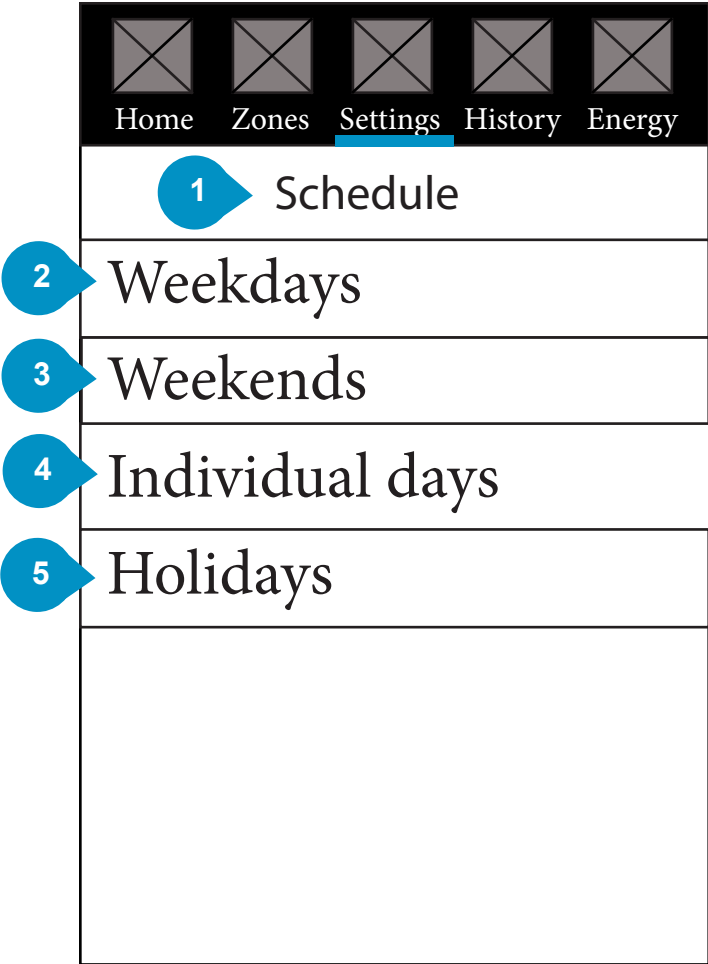 Home Zones Settings History Energy
1 Schedule
2 Weekdays
3 Weekends
4 Individual days
5 Holidays